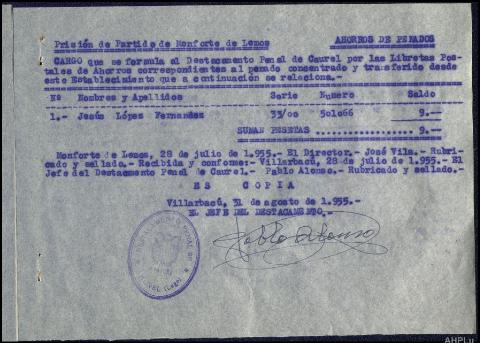 Prisión de Partido de Monforte de Lemos AHORROS DE PENADOS
CARGO que se formula al Destacamento Penal de Caurel por las Libretas Pos-
tales de Ahorros correspondientes al penado concentrado y transferido desde
este Establecimiento que a continuación se relaciona.-
Nº Nombres y Apellidos Serie Numero Saldo
1.- Jesús López Fernandez 33/00 501066 9.--
SUMAN PESETAS .................. 9.--
Monforte de Lemos, 28 de julio de 1.955.- El Director.- José Vila.- Rubri-
cado y sellado.- Recibida y conforme:- Villarbacú, 28 de julio 1.955.- El
Jefe del Destacamento Penal de Caurel.- Pablo Alonso.- Rubricado y sellado.-
ES COPIA
Villarbacú, 31 de agosto de 1.955.-
EL JEFE DEL DESTACAMENTO.-
Pablo Alonso
AHPLu